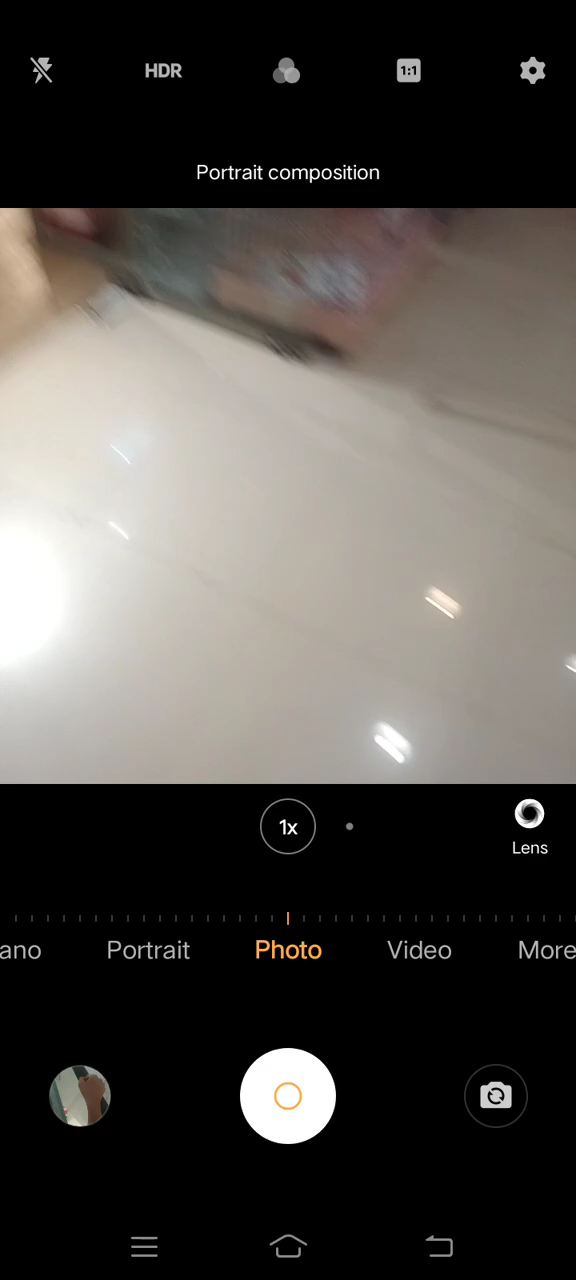 HDR
1:1
Portrait composition
1x
Lens
ano Portrait Photo Video More